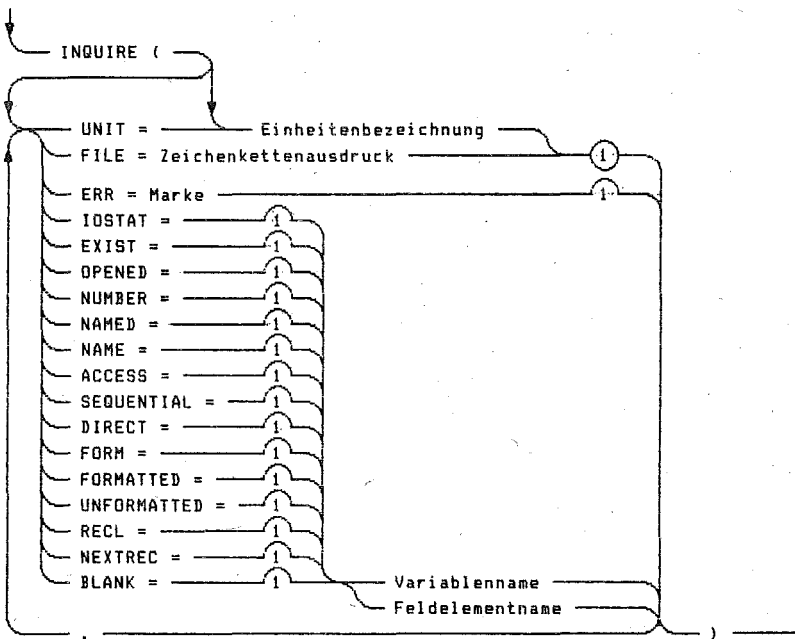 INQUIRE (
UNIT = Einheitenbezeichnung
FILE = Zeichenkettenausdruck 1
ERR = Marke 1
IOSTAT = 1
EXIST = 1
OPENED = 1
NUMBER = 1
NAMED = 1
NAME = 1
ACCESS = 1
SEQUENTIAL = 1
DIRECT = 1
FORM = 1
FORMATTED = 1
UNFORMATTED = 1
RECL = 1
NEXTREC = 1
BLANK = 1 Variablenname
Feldelementname
, )